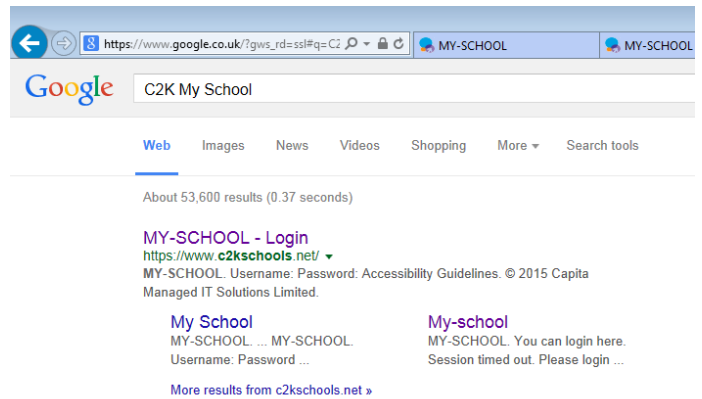 https://www.google.co.uk/?gws_rd=ssl#q=C2
MY-SCHOOL
MY-SCHOOL
Google
C2K My School
Web Images News Videos Shopping More Search tools
About 53,600 results (0.37 seconds)
MY-SCHOOL - Login
https://www.c2kschools.net/
MY-SCHOOL. Username: Password: Accessibility Guidelines. © 2015 Capita
Managed IT Solutions Limited.
My School
MY-SCHOOL. ... MY-SCHOOL.
Username: Password ...
My-school
MY-SCHOOL. You can login here.
Session timed out. Please login ...
More results from c2kschools.net »